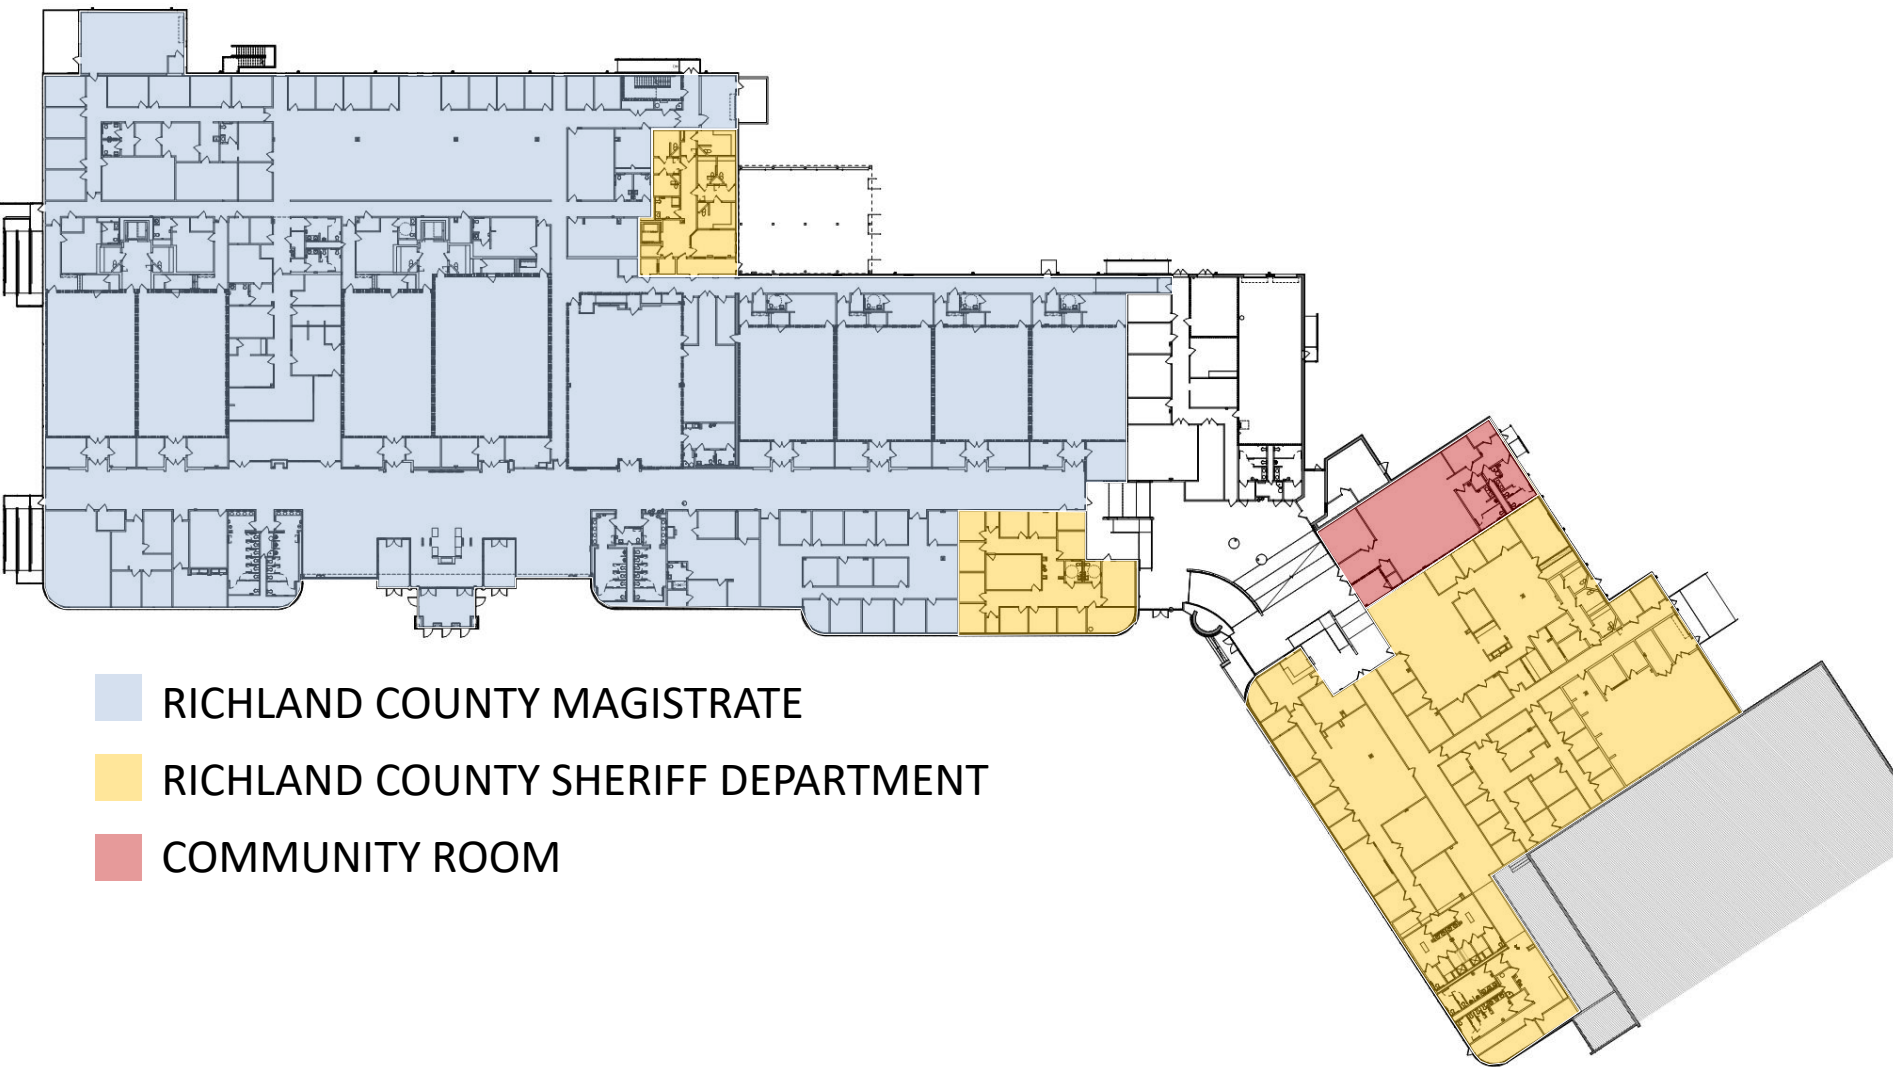 RICHLAND COUNTY MAGISTRATE
RICHLAND COUNTY SHERIFF DEPARTMENT
COMMUNITY ROOM